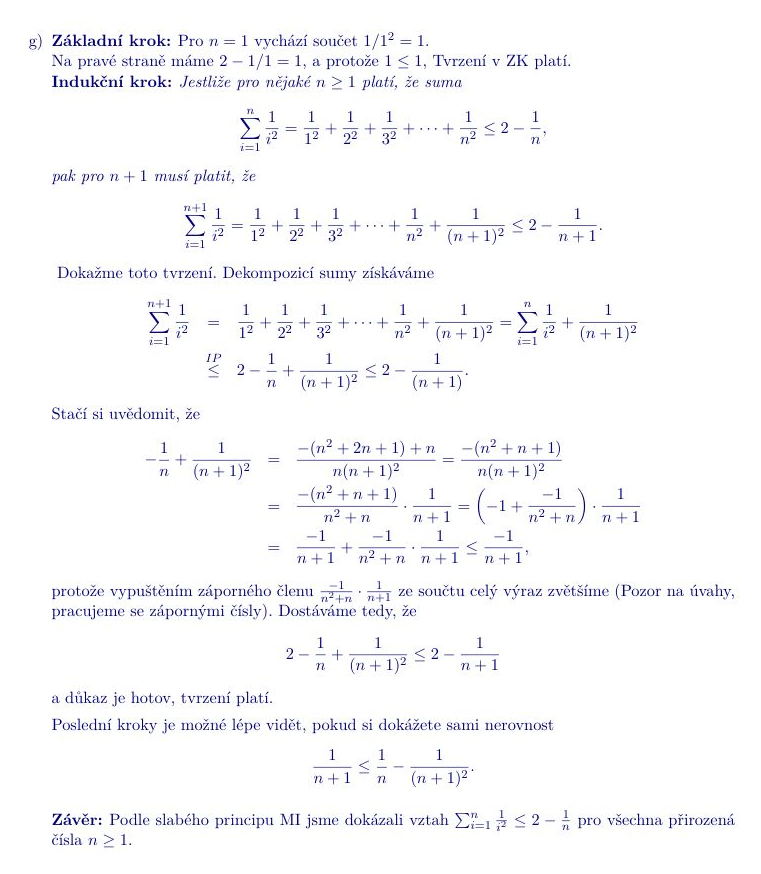 g) Základní krok: Pro n = 1 vychází součet 1/1² = 1.
Na pravé straně máme 2 − 1/1 = 1, a protože 1 ≤ 1, Tvrzení v ZK platí.
Indukční krok: Jestliže pro nějaké n ≥ 1 platí, že suma
\sum_{i=1}^{n} \frac{1}{i^2} = \frac{1}{1^2} + \frac{1}{2^2} + \frac{1}{3^2} + \cdots + \frac{1}{n^2} \leq 2 - \frac{1}{n},
pak pro n + 1 musí platit, že
\sum_{i=1}^{n+1} \frac{1}{i^2} = \frac{1}{1^2} + \frac{1}{2^2} + \frac{1}{3^2} + \cdots + \frac{1}{n^2} + \frac{1}{(n+1)^2} \leq 2 - \frac{1}{n+1}.
Dokažme toto tvrzení. Dekompozicí sumy získáváme
\sum_{i=1}^{n+1} \frac{1}{i^2} = \frac{1}{1^2} + \frac{1}{2^2} + \frac{1}{3^2} + \cdots + \frac{1}{n^2} + \frac{1}{(n+1)^2} = \sum_{i=1}^{n} \frac{1}{i^2} + \frac{1}{(n+1)^2}
\overset{IP}{\leq} 2 - \frac{1}{n} + \frac{1}{(n+1)^2} \leq 2 - \frac{1}{(n+1)}.
Stačí si uvědomit, že
-\frac{1}{n} + \frac{1}{(n+1)^2} = \frac{-(n^2+2n+1)+n}{n(n+1)^2} = \frac{-(n^2+n+1)}{n(n+1)^2}
= \frac{-(n^2+n+1)}{n^2+n} \cdot \frac{1}{n+1} = \left(-1 + \frac{-1}{n^2+n}\right) \cdot \frac{1}{n+1}
= \frac{-1}{n+1} + \frac{-1}{n^2+n} \cdot \frac{1}{n+1} \leq \frac{-1}{n+1},
protože vypuštěním záporného členu \frac{-1}{n^2+n} \cdot \frac{1}{n+1} ze součtu celý výraz zvětšíme (Pozor na úvahy,
pracujeme se zápornými čísly). Dostáváme tedy, že
2 - \frac{1}{n} + \frac{1}{(n+1)^2} \leq 2 - \frac{1}{n+1}
a důkaz je hotov, tvrzení platí.
Poslední kroky je možné lépe vidět, pokud si dokážete sami nerovnost
\frac{1}{n+1} \leq \frac{1}{n} - \frac{1}{(n+1)^2}.
Závěr: Podle slabého principu MI jsme dokázali vztah \sum_{i=1}^{n} \frac{1}{i^2} \leq 2 - \frac{1}{n} pro všechna přirozená
čísla n ≥ 1.